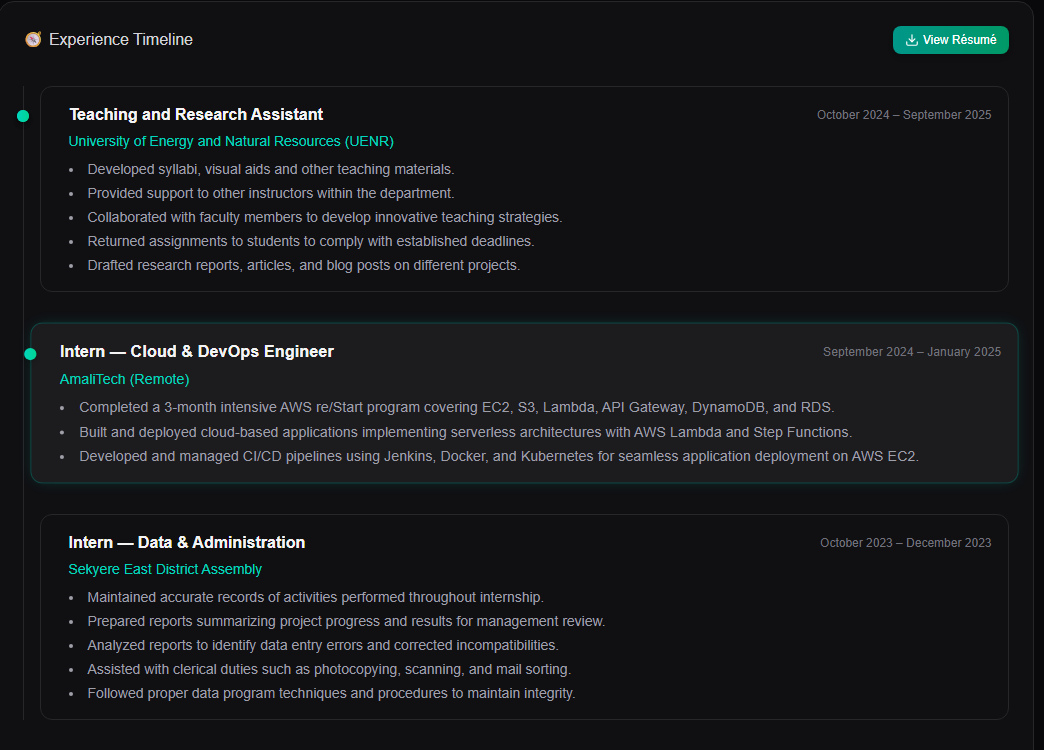 Experience Timeline
View Résumé
Teaching and Research Assistant
October 2024 – September 2025
University of Energy and Natural Resources (UENR)
• Developed syllabi, visual aids and other teaching materials.
• Provided support to other instructors within the department.
• Collaborated with faculty members to develop innovative teaching strategies.
• Returned assignments to students to comply with established deadlines.
• Drafted research reports, articles, and blog posts on different projects.
Intern — Cloud & DevOps Engineer
September 2024 – January 2025
AmaliTech (Remote)
• Completed a 3-month intensive AWS re/Start program covering EC2, S3, Lambda, API Gateway, DynamoDB, and RDS.
• Built and deployed cloud-based applications implementing serverless architectures with AWS Lambda and Step Functions.
• Developed and managed CI/CD pipelines using Jenkins, Docker, and Kubernetes for seamless application deployment on AWS EC2.
Intern — Data & Administration
October 2023 – December 2023
Sekyere East District Assembly
• Maintained accurate records of activities performed throughout internship.
• Prepared reports summarizing project progress and results for management review.
• Analyzed reports to identify data entry errors and corrected incompatibilities.
• Assisted with clerical duties such as photocopying, scanning, and mail sorting.
• Followed proper data program techniques and procedures to maintain integrity.